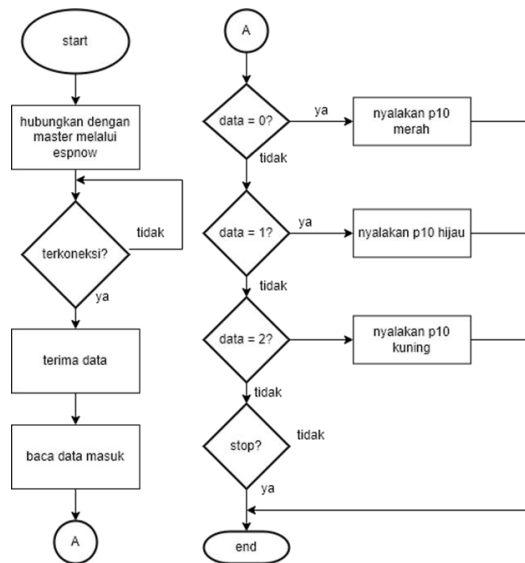 start
hubungkan dengan
master melalui
espnow
tidak
terkoneksi?
ya
terima data
baca data masuk
A
A
data = 0?
ya
nyalakan p10
merah
tidak
data = 1?
ya
nyalakan p10 hijau
tidak
data = 2?
nyalakan p10
kuning
tidak
stop?
tidak
ya
end